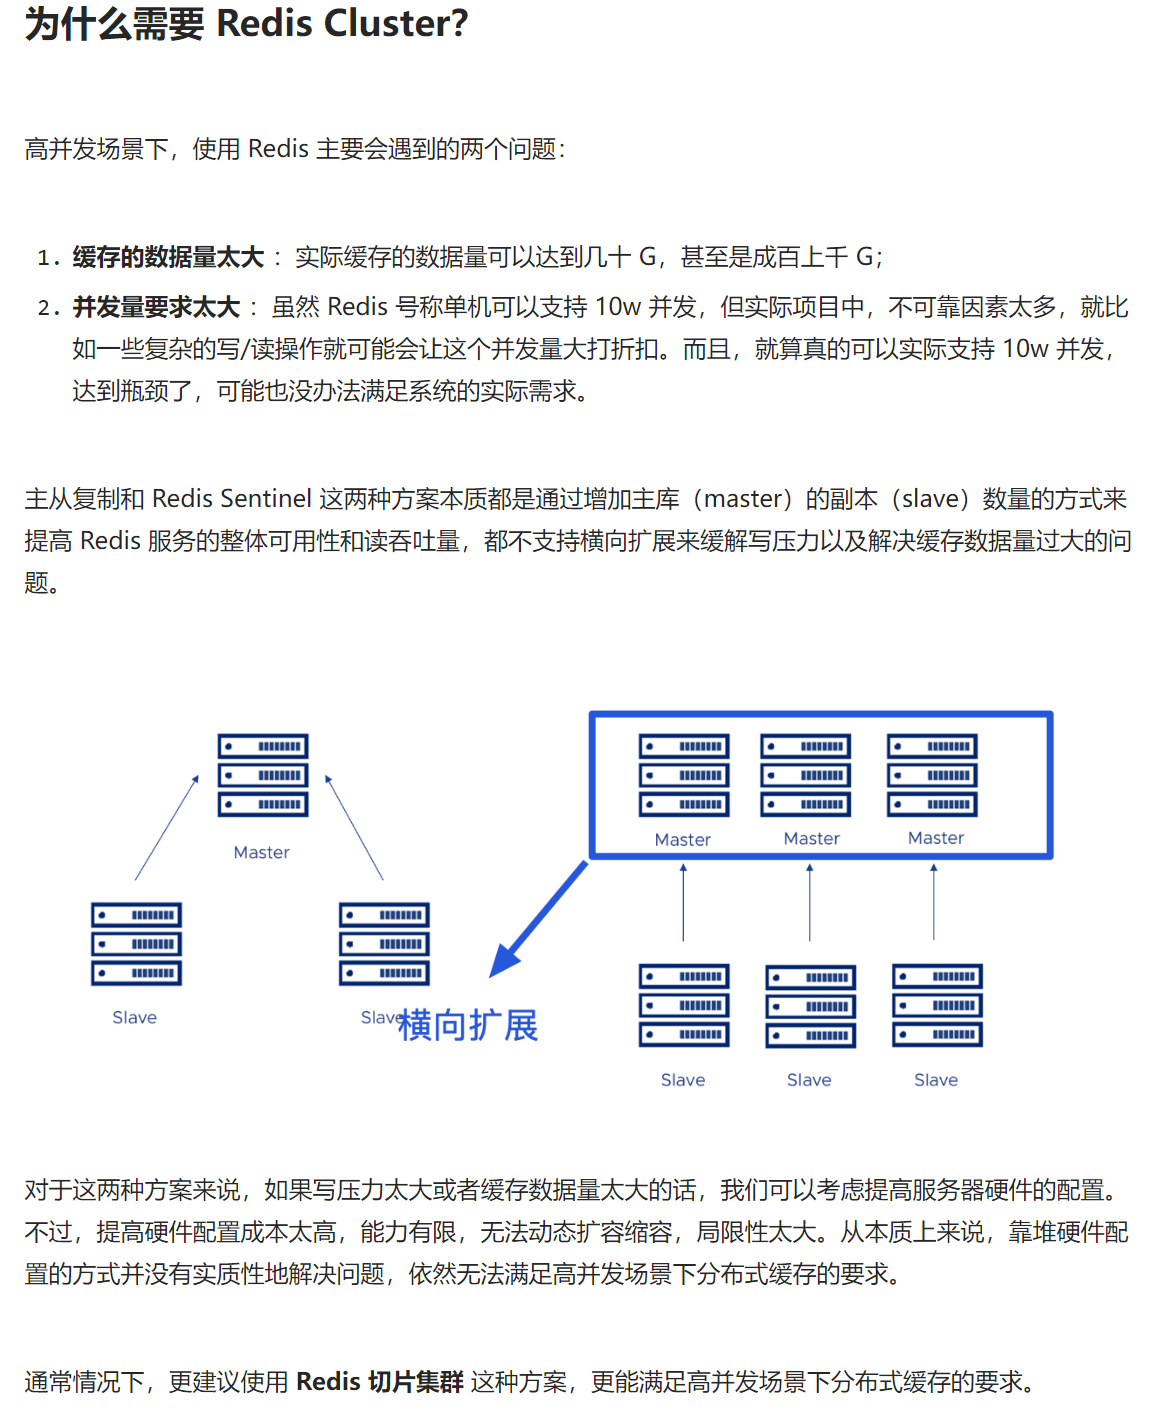 为什么需要 Redis Cluster？
高并发场景下，使用 Redis 主要会遇到的两个问题：
1. 缓存的数据量太大 ：实际缓存的数据量可以达到几十 G，甚至是成百上千 G；
2. 并发量要求太大 ：虽然 Redis 号称单机可以支持 10w 并发，但实际项目中，不可靠因素太多，就比
如一些复杂的写/读操作就可能会让这个并发量大打折扣。而且，就算真的可以实际支持 10w 并发，
达到瓶颈了，可能也没办法满足系统的实际需求。
主从复制和 Redis Sentinel 这两种方案本质都是通过增加主库（master）的副本（slave）数量的方式来
提高 Redis 服务的整体可用性和读吞吐量，都不支持横向扩展来缓解写压力以及解决缓存数据量过大的问
题。
Master
Slave
Slave
横向扩展
Master
Master
Master
Slave
Slave
Slave
对于这两种方案来说，如果写压力太大或者缓存数据量太大的话，我们可以考虑提高服务器硬件的配置。
不过，提高硬件配置成本太高，能力有限，无法动态扩容缩容，局限性太大。从本质上来说，靠堆硬件配
置的方式并没有实质性地解决问题，依然无法满足高并发场景下分布式缓存的要求。
通常情况下，更建议使用 Redis 切片集群 这种方案，更能满足高并发场景下分布式缓存的要求。